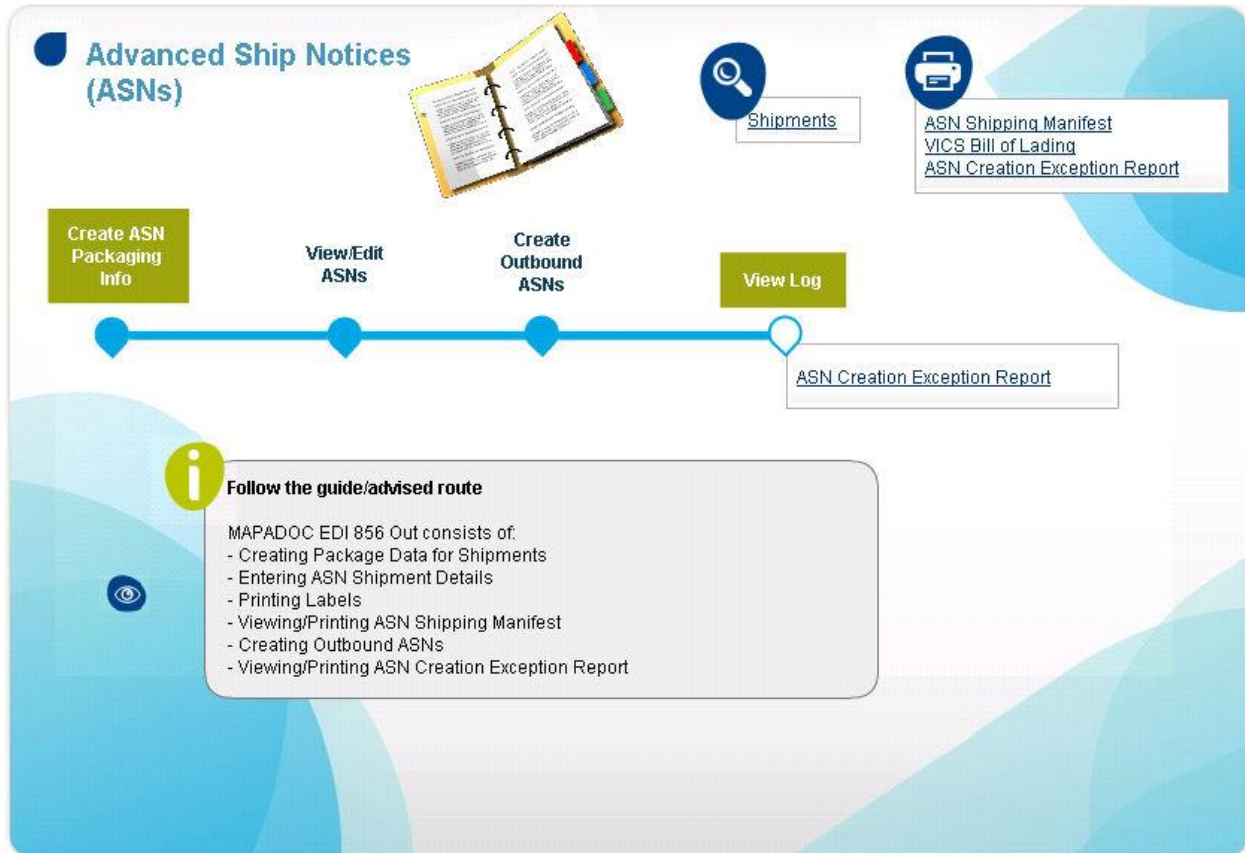 Advanced Ship Notices
(ASNs)
Shipments
ASN Shipping Manifest
VICS Bill of Lading
ASN Creation Exception Report
Create ASN
Packaging
Info
View/Edit
ASNs
Create
Outbound
ASNs
View Log
ASN Creation Exception Report
i
Follow the guide/advised route
MAPADOC EDI 856 Out consists of:
- Creating Package Data for Shipments
- Entering ASN Shipment Details
- Printing Labels
- Viewing/Printing ASN Shipping Manifest
- Creating Outbound ASNs
- Viewing/Printing ASN Creation Exception Report